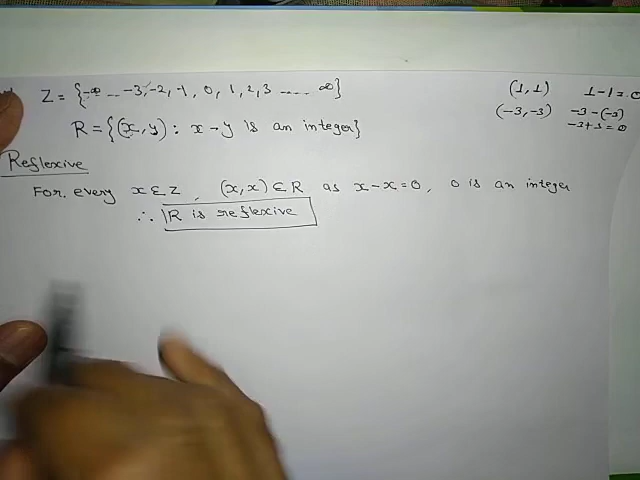 Z = {-∞ ... -3, -2, -1, 0, 1, 2, 3 .... ∞}
(1, 1) 1-1 = 0
R = {(x, y) : x-y is an integer}
(-3, -3) -3-(-3)
-3+3 = 0
Reflexive
For every x ∈ Z, (x, x) ∈ R as x-x=0, 0 is an integer
∴ R is reflexive